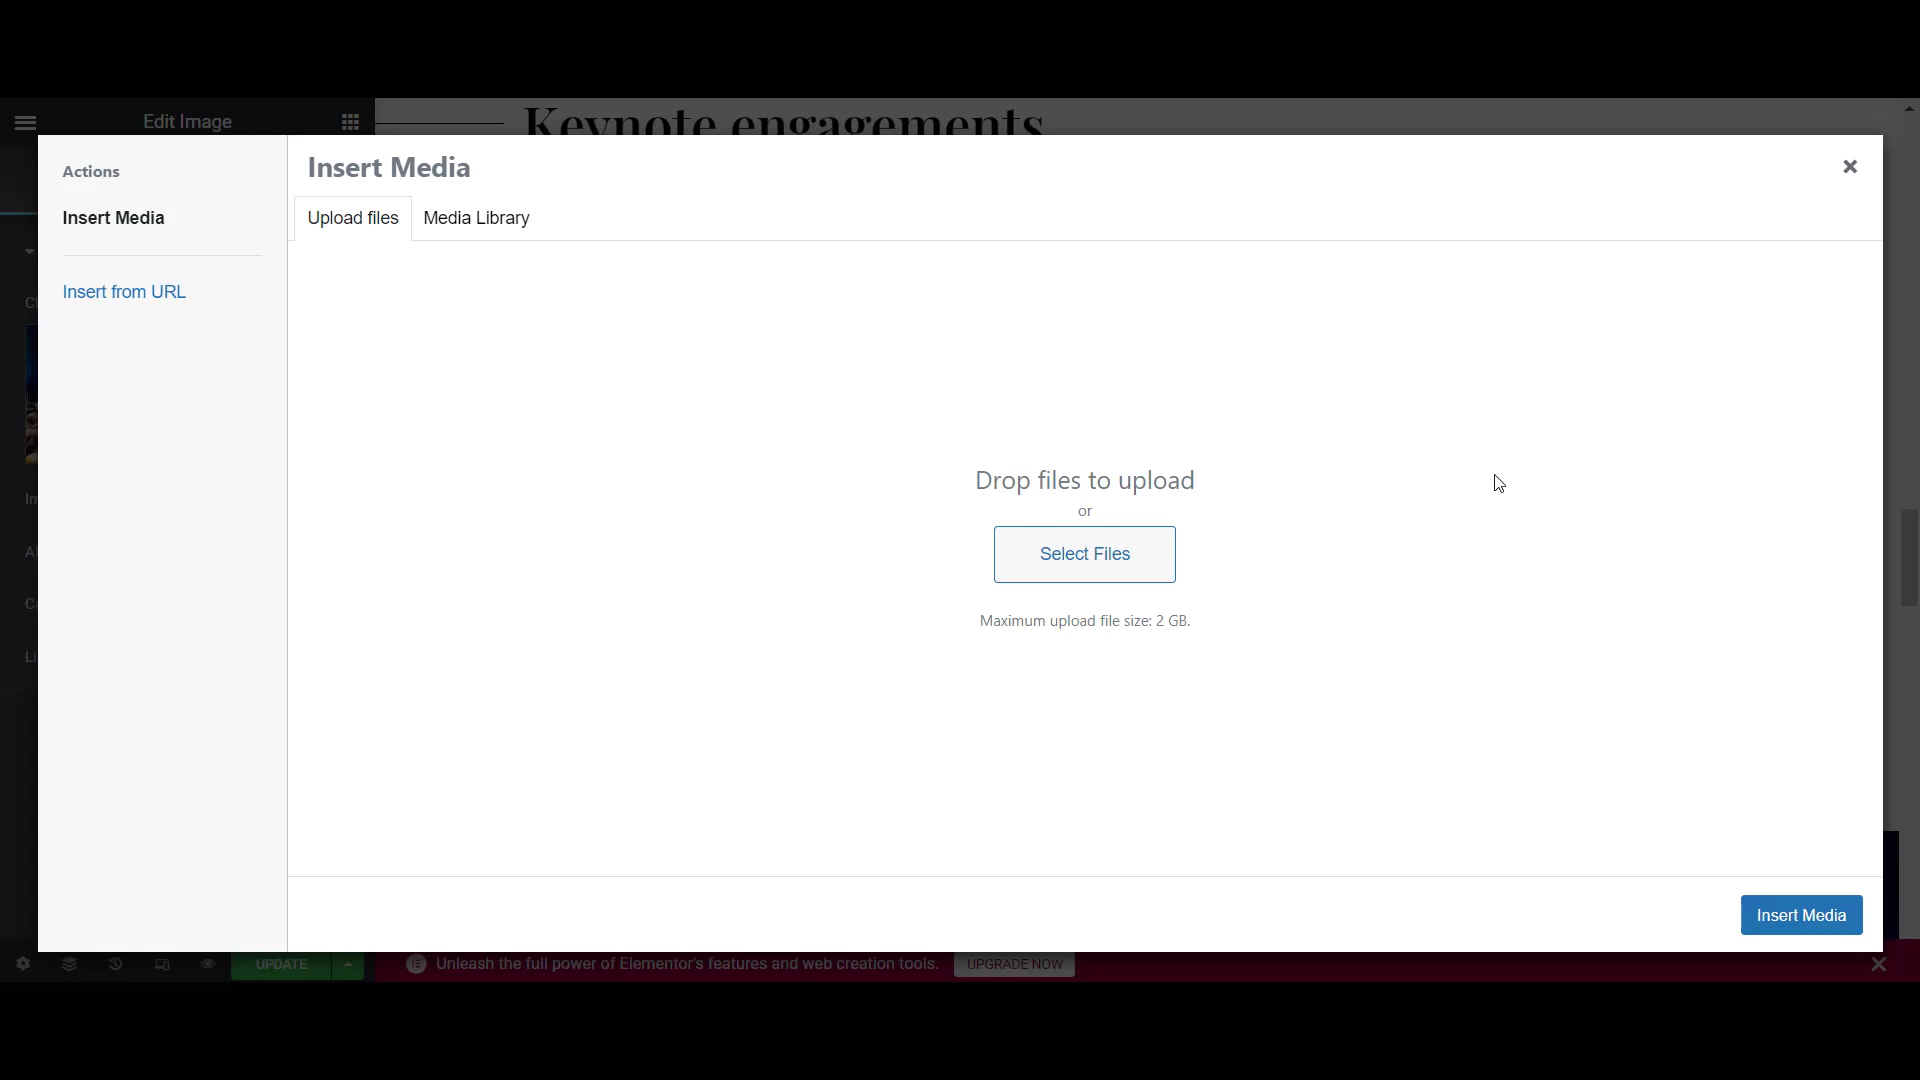 Edit Image
Keynote engagements
Actions
Insert Media
Insert from URL
Insert Media
Upload files
Media Library
Drop files to upload
or
Select Files
Maximum upload file size: 2 GB.
Insert Media
UPDATE
Unleash the full power of Elementor's features and web creation tools.
UPGRADE NOW